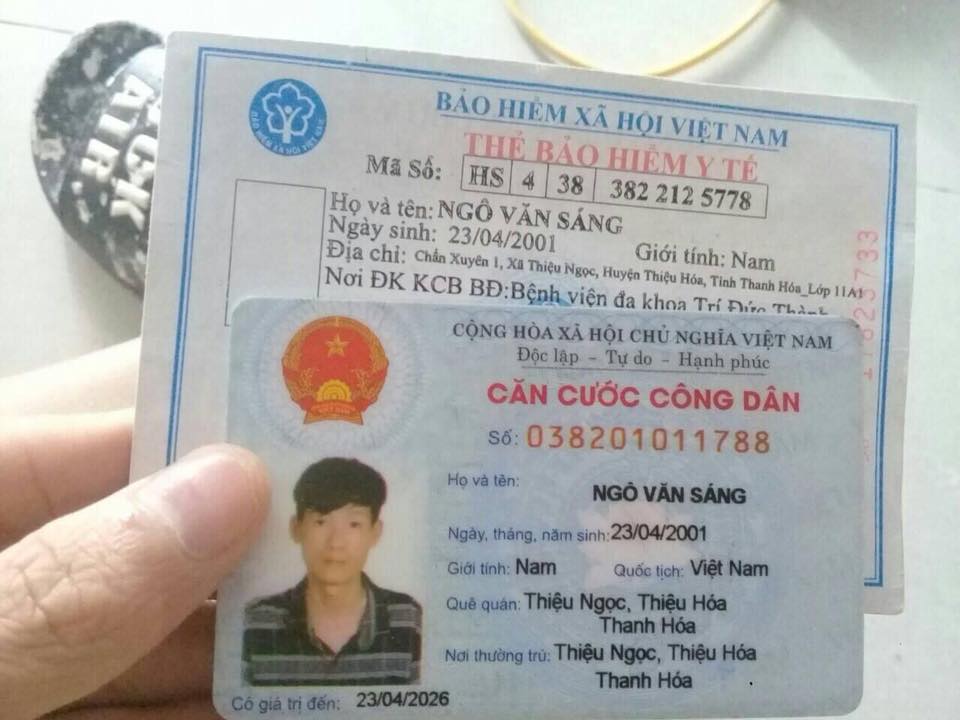 BẢO HIỂM XÃ HỘI VIỆT NAM
THẺ BẢO HIỂM Y TẾ
Mã Số: HS 4 38 382 212 5778
Họ và tên: NGÔ VĂN SÁNG
Ngày sinh: 23/04/2001 Giới tính: Nam
Địa chỉ: Chẩn Xuyên 1, Xã Thiệu Ngọc, Huyện Thiệu Hóa, Tỉnh Thanh Hóa_Lớp 11A1
Nơi ĐK KCB BĐ: Bệnh viện đa khoa Trí Đức Thành
CỘNG HÒA XÃ HỘI CHỦ NGHĨA VIỆT NAM
Độc lập - Tự do - Hạnh phúc
CĂN CƯỚC CÔNG DÂN
Số: 038201011788
Họ và tên:
NGÔ VĂN SÁNG
Ngày, tháng, năm sinh: 23/04/2001
Giới tính: Nam Quốc tịch: Việt Nam
Quê quán: Thiệu Ngọc, Thiệu Hóa
Thanh Hóa
Nơi thường trú: Thiệu Ngọc, Thiệu Hóa
Thanh Hóa
Có giá trị đến: 23/04/2026